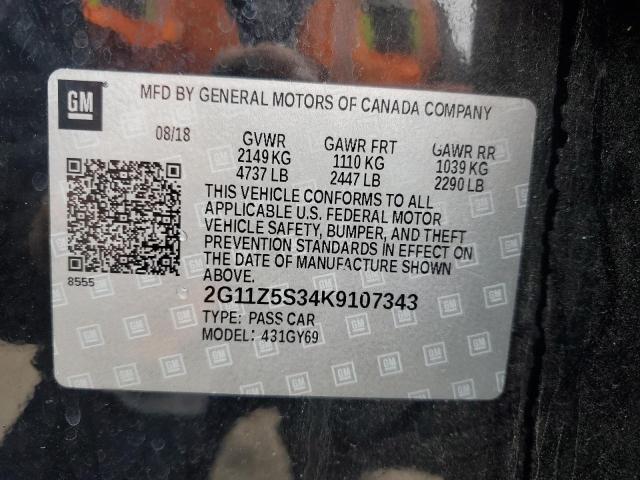 GM
MFD BY GENERAL MOTORS OF CANADA COMPANY
08/18
GVWR
2149 KG
4737 LB
GAWR FRT
1110 KG
2447 LB
GAWR RR
1039 KG
2290 LB
THIS VEHICLE CONFORMS TO ALL
APPLICABLE U.S. FEDERAL MOTOR
VEHICLE SAFETY, BUMPER, AND THEFT
PREVENTION STANDARDS IN EFFECT ON
THE DATE OF MANUFACTURE SHOWN
ABOVE.
8555
2G11Z5S34K9107343
TYPE: PASS CAR
MODEL: 431GY69